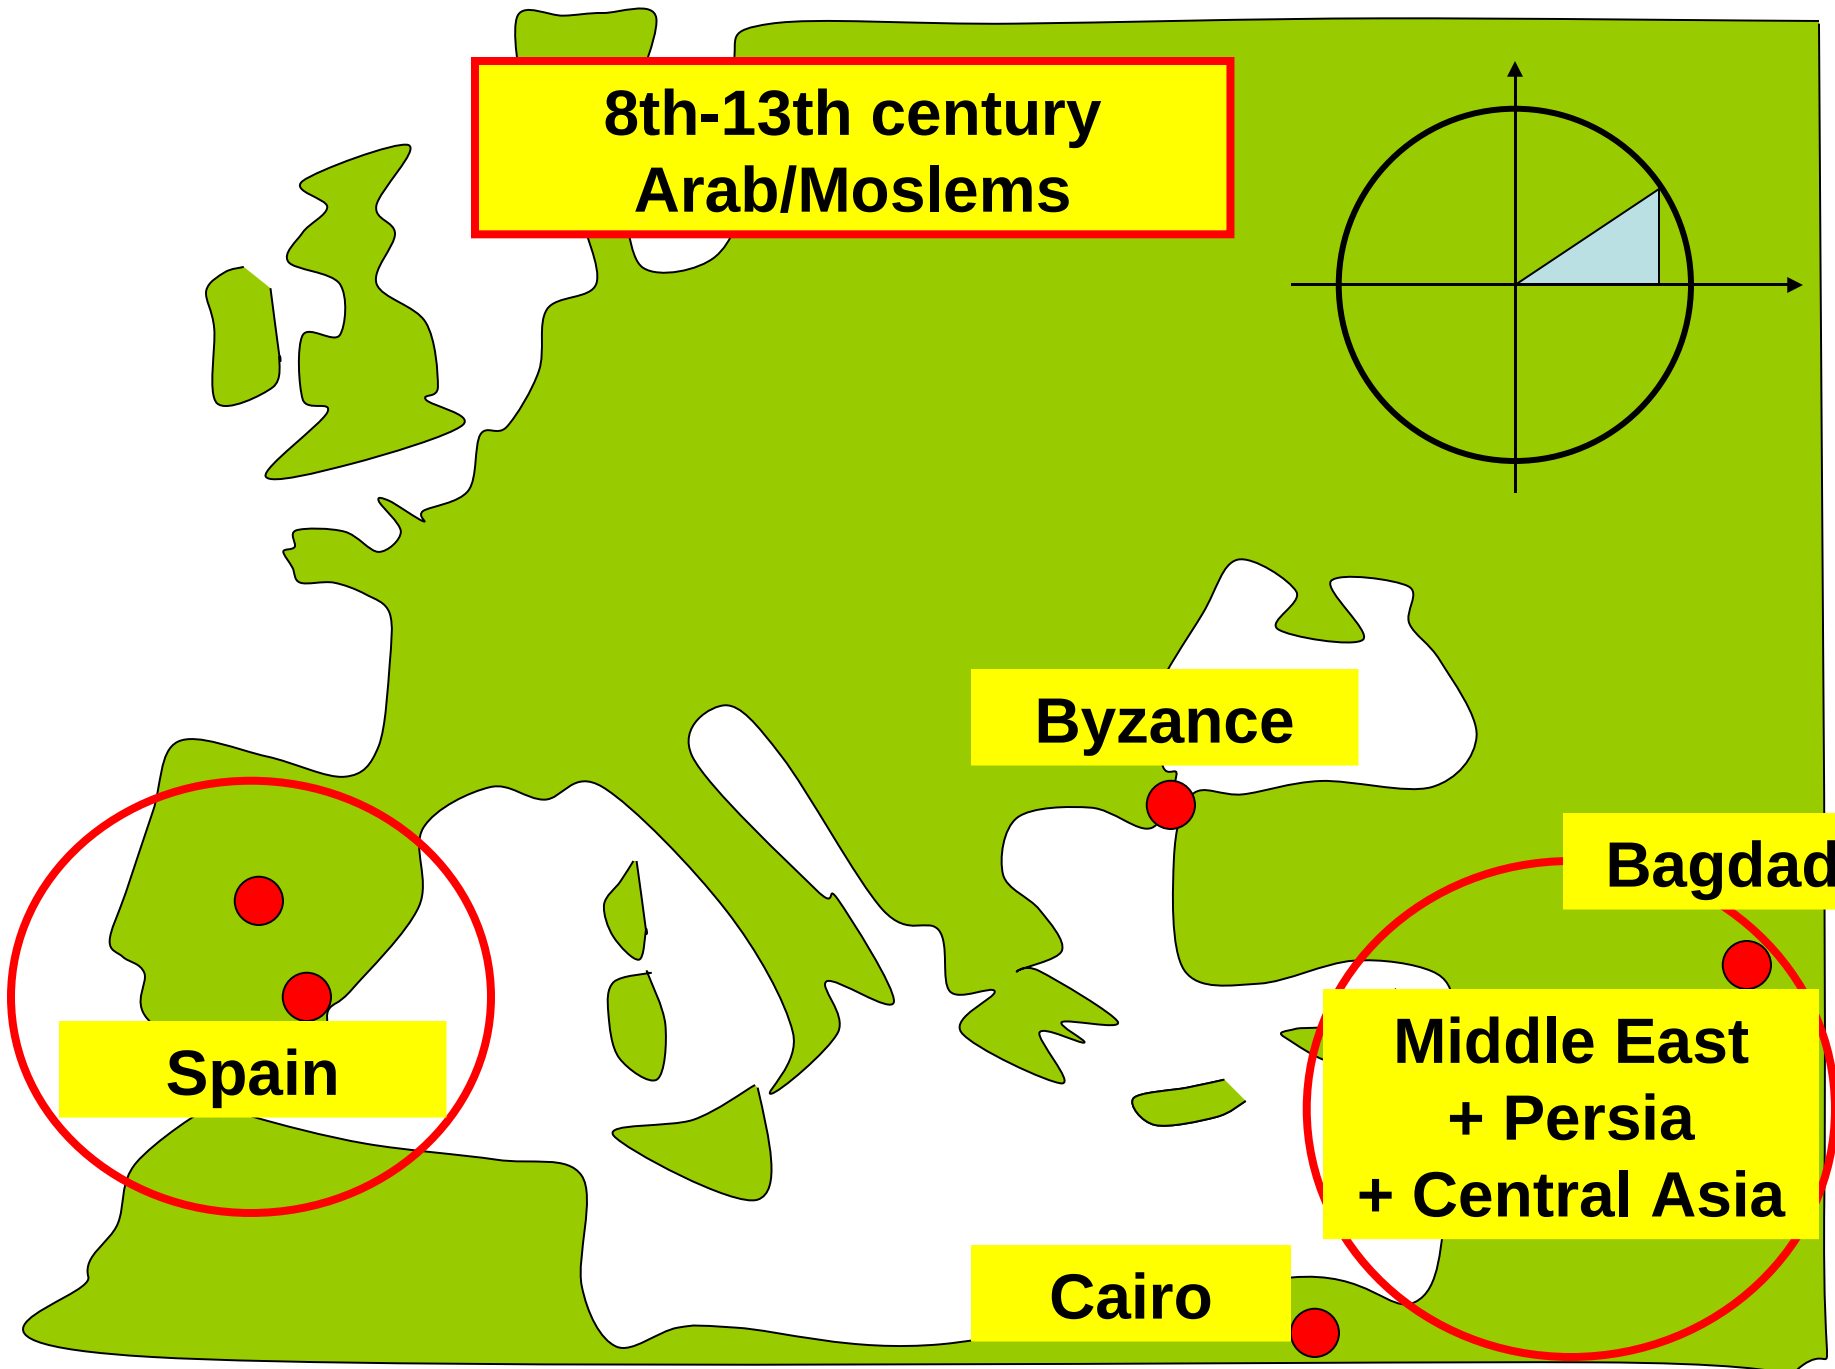 8th-13th century
Arab/Moslems
Byzance
Bagdad
Spain
Middle East
+ Persia
+ Central Asia
Cairo